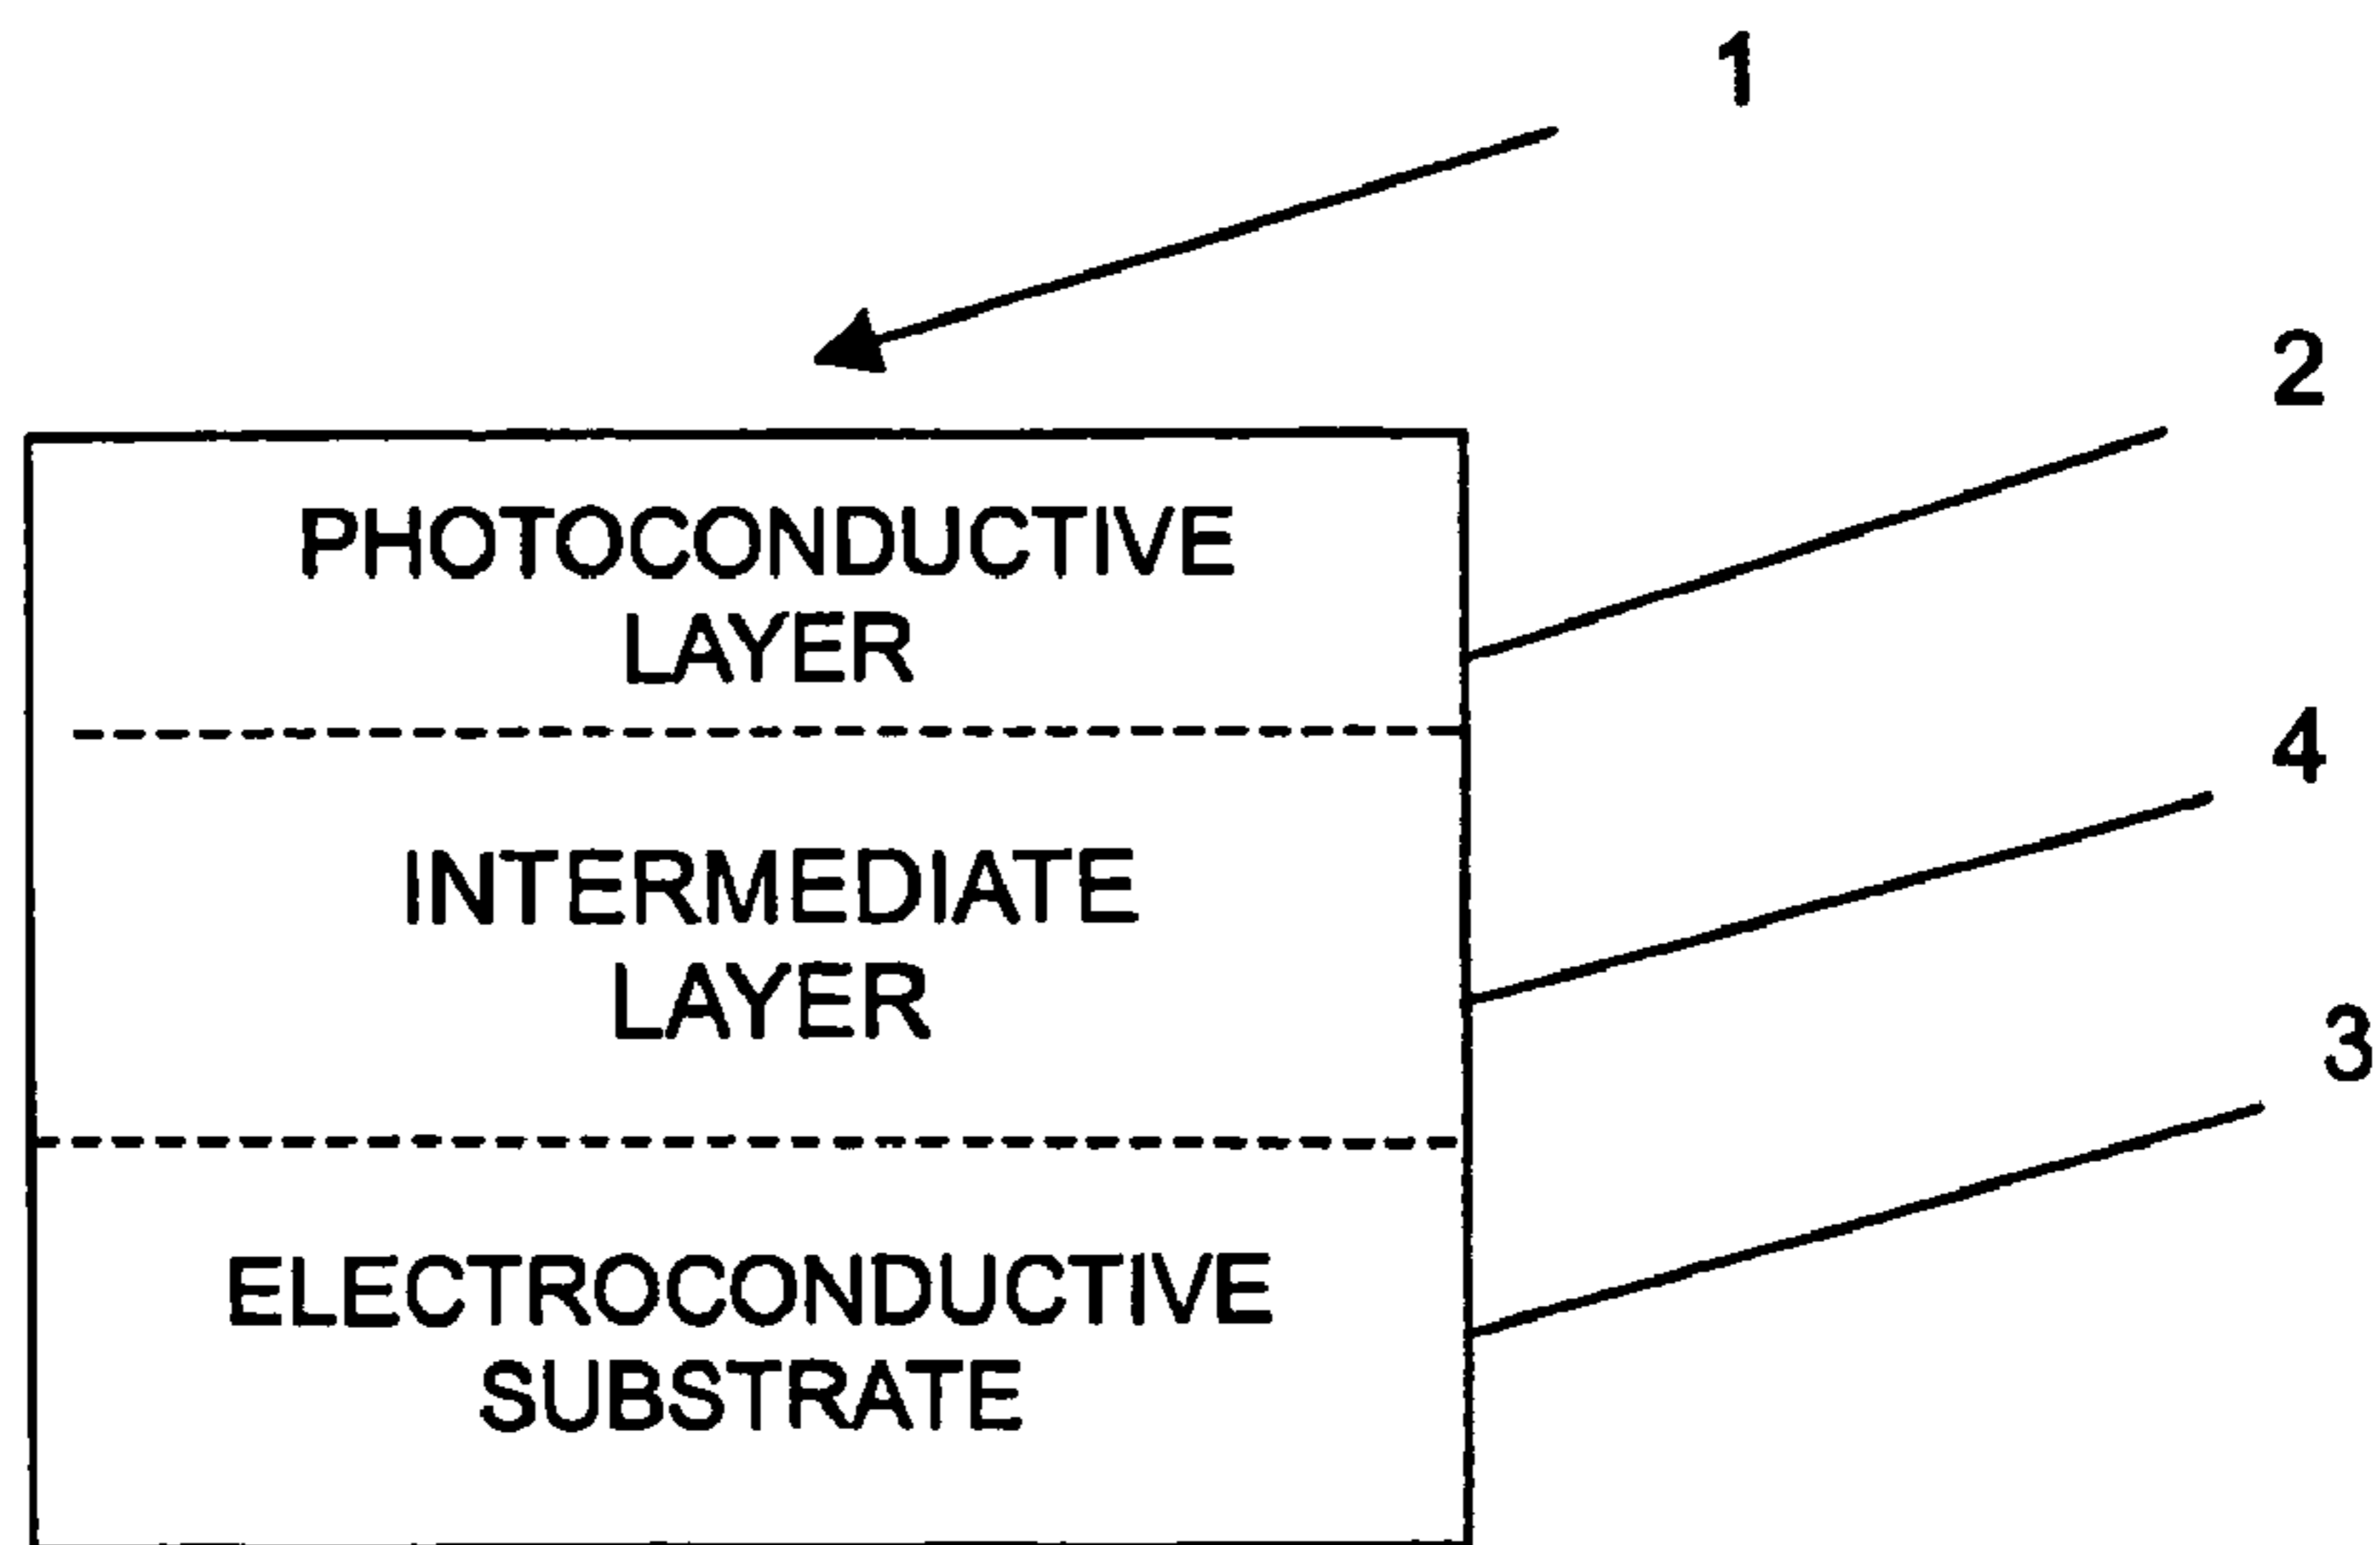 1
2
PHOTOCONDUCTIVE
LAYER
4
INTERMEDIATE
LAYER
3
ELECTROCONDUCTIVE
SUBSTRATE